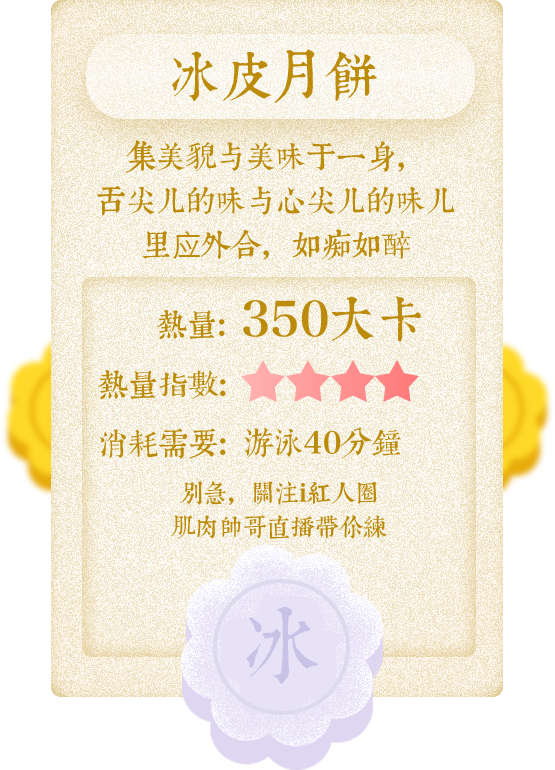 冰皮月餅
集美貌与美味于一身，
舌尖儿的味与心尖儿的味儿
里应外合，如痴如醉
熱量: 350大卡
熱量指數:
消耗需要: 游泳40分鐘
别急，關注i紅人圈
肌肉帥哥直播帶你練
冰